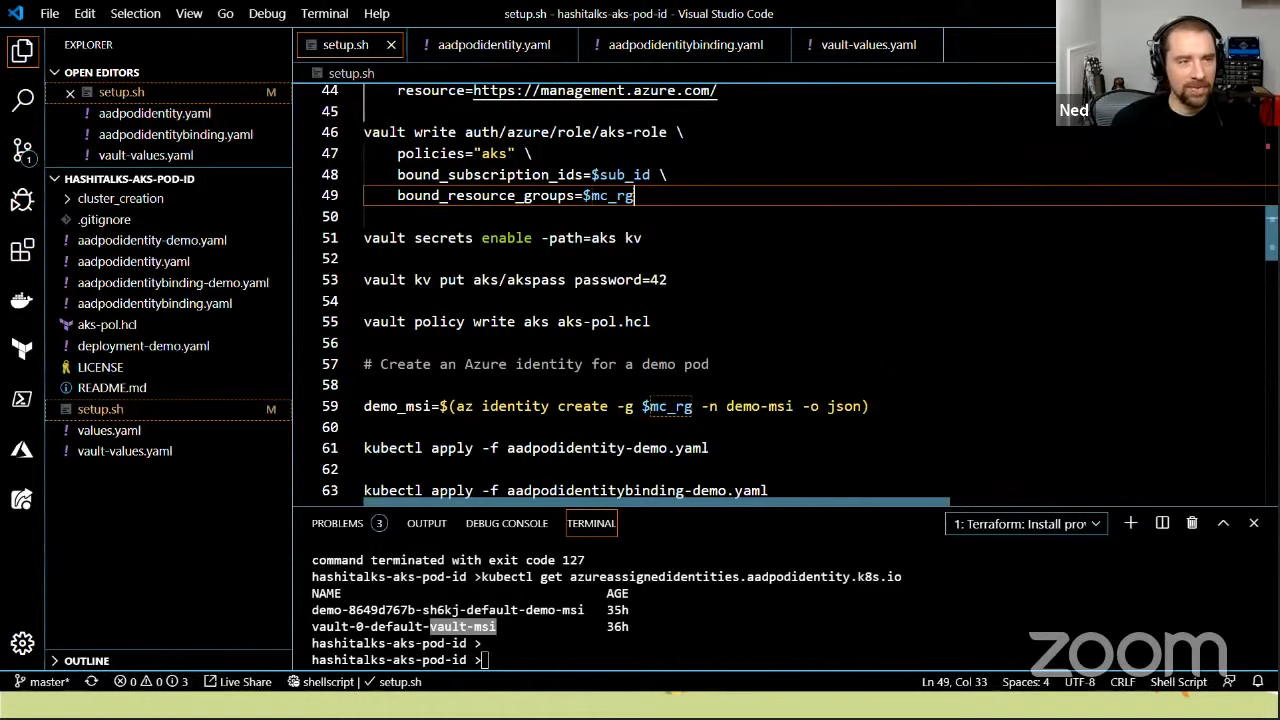 File Edit Selection View Go Debug Terminal Help
setup.sh - hashitalks-aks-pod-id - Visual Studio Code
EXPLORER
OPEN EDITORS
setup.sh M
aadpodidentity.yaml
aadpodidentitybinding.yaml
vault-values.yaml
HASHITALKS-AKS-POD-ID
cluster_creation
.gitignore
aadpodidentity-demo.yaml
aadpodidentity.yaml
aadpodidentitybinding-demo.yaml
aadpodidentitybinding.yaml
aks-pol.hcl
deployment-demo.yaml
LICENSE
README.md
setup.sh M
values.yaml
vault-values.yaml
OUTLINE
1
setup.sh aadpodidentity.yaml aadpodidentitybinding.yaml vault-values.yaml
setup.sh
44 resource=https://management.azure.com/
45
46 vault write auth/azure/role/aks-role \
47 policies="aks" \
48 bound_subscription_ids=$sub_id \
49 bound_resource_groups=$mc_rg
50
51 vault secrets enable -path=aks kv
52
53 vault kv put aks/akspass password=42
54
55 vault policy write aks aks-pol.hcl
56
57 # Create an Azure identity for a demo pod
58
59 demo_msi=$(az identity create -g $mc_rg -n demo-msi -o json)
60
61 kubectl apply -f aadpodidentity-demo.yaml
62
63 kubectl apply -f aadpodidentitybinding-demo.yaml
Ned
PROBLEMS 3 OUTPUT DEBUG CONSOLE TERMINAL 1: Terraform: Install prov
command terminated with exit code 127
hashitalks-aks-pod-id >kubectl get azureassignedidentities.aadpodidentity.k8s.io
NAME AGE
demo-8649d767b-sh6kj-default-demo-msi 35h
vault-0-default-vault-msi 36h
hashitalks-aks-pod-id >
hashitalks-aks-pod-id >
zoom
master* 0 0 3 Live Share shellscript | setup.sh Ln 49, Col 33 Spaces: 4 UTF-8 CRLF Shell Script